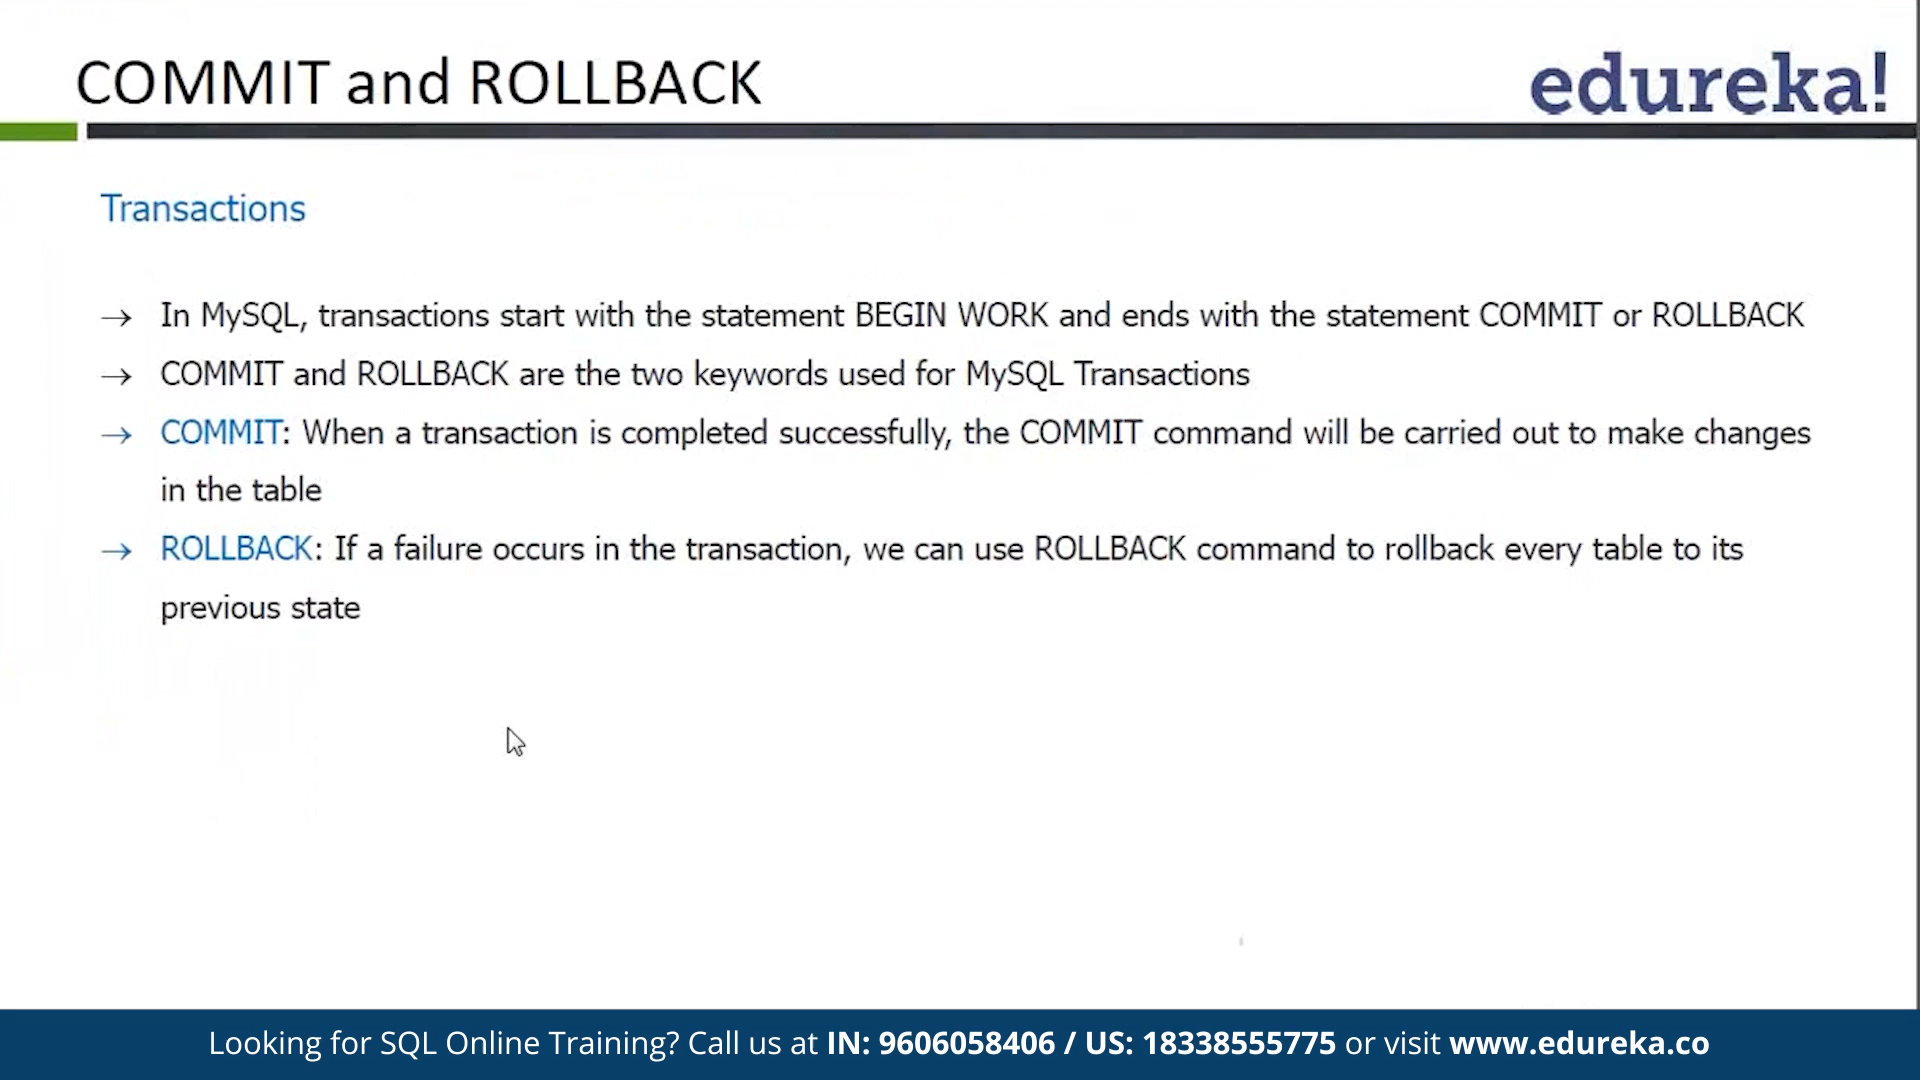 COMMIT and ROLLBACK
edureka!
Transactions
→ In MySQL, transactions start with the statement BEGIN WORK and ends with the statement COMMIT or ROLLBACK
→ COMMIT and ROLLBACK are the two keywords used for MySQL Transactions
→ COMMIT: When a transaction is completed successfully, the COMMIT command will be carried out to make changes
in the table
→ ROLLBACK: If a failure occurs in the transaction, we can use ROLLBACK command to rollback every table to its
previous state
Looking for SQL Online Training? Call us at IN: 9606058406 / US: 18338555775 or visit www.edureka.co